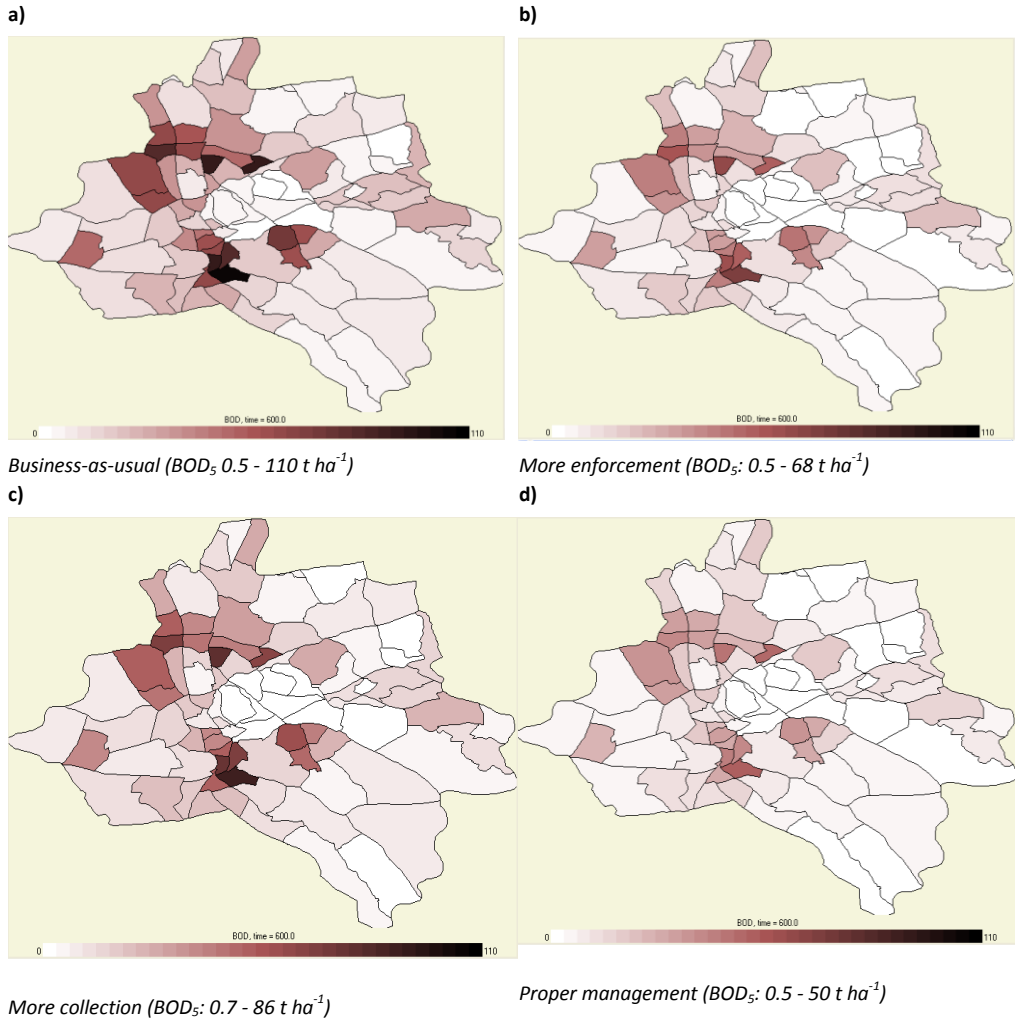 a)
b)
BOD, time = 600.0
0 110
BOD, time = 600.0
0 110
Business-as-usual (BOD₅ 0.5 - 110 t ha⁻¹)
More enforcement (BOD₅: 0.5 - 68 t ha⁻¹)
c)
d)
BOD, time = 600.0
0 110
BOD, time = 600.0
0 110
More collection (BOD₅: 0.7 - 86 t ha⁻¹)
Proper management (BOD₅: 0.5 - 50 t ha⁻¹)